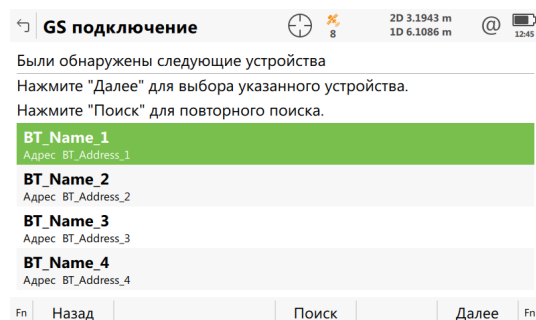 GS подключение
8
2D 3.1943 m
1D 6.1086 m
@
12:45
Были обнаружены следующие устройства
Нажмите "Далее" для выбора указанного устройства.
Нажмите "Поиск" для повторного поиска.
BT_Name_1
Адрес BT_Address_1
BT_Name_2
Адрес BT_Address_2
BT_Name_3
Адрес BT_Address_3
BT_Name_4
Адрес BT_Address_4
Fn Назад Поиск Далее Fn